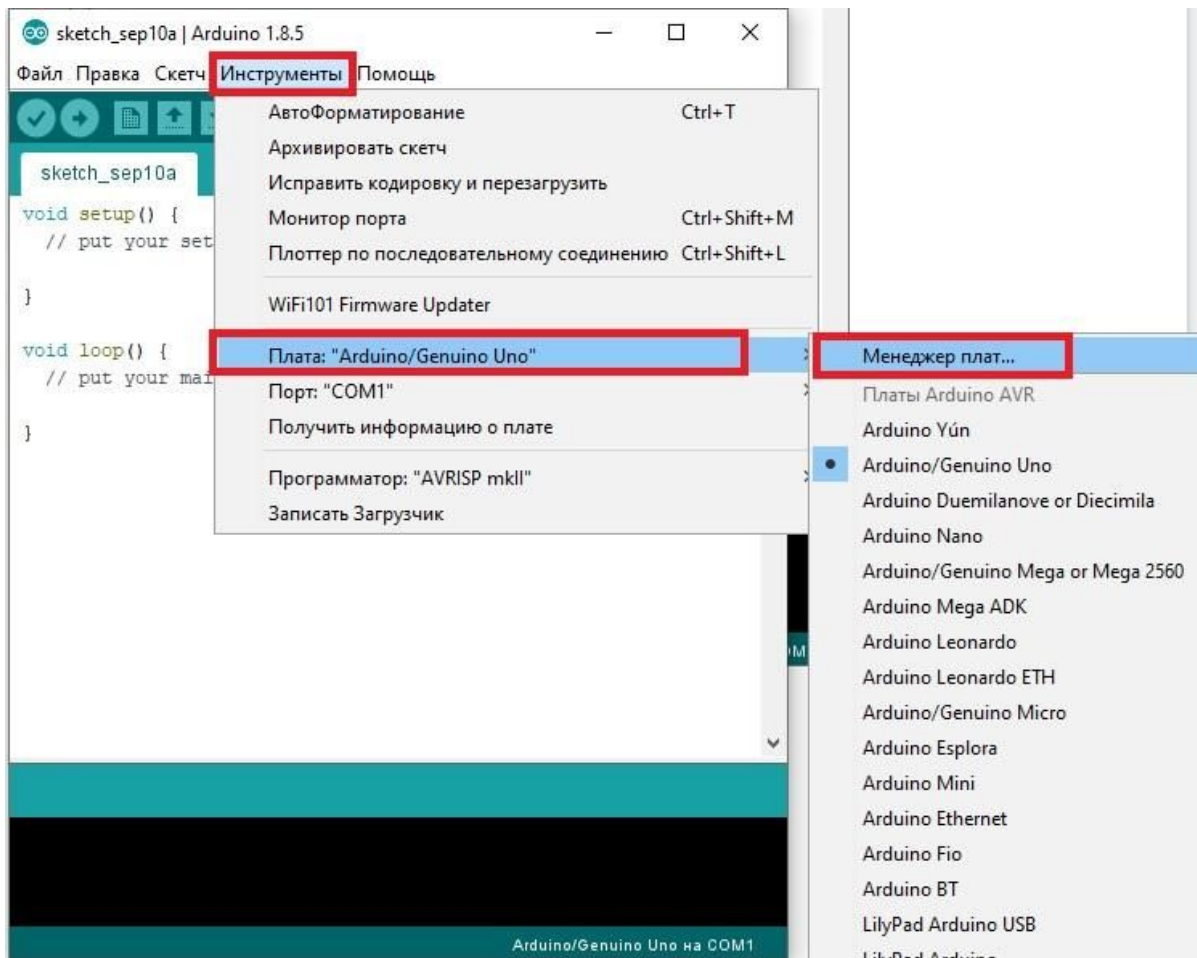 sketch_sep10a | Arduino 1.8.5
Файл Правка Скетч Инструменты Помощь
sketch_sep10a
void setup() {
// put your set
}
void loop() {
// put your mai
}
АвтоФорматирование Ctrl+T
Архивировать скетч
Исправить кодировку и перезагрузить
Монитор порта Ctrl+Shift+M
Плоттер по последовательному соединению Ctrl+Shift+L
WiFi101 Firmware Updater
Плата: "Arduino/Genuino Uno"
Порт: "COM1"
Получить информацию о плате
Программатор: "AVRISP mkII"
Записать Загрузчик
Менеджер плат...
Платы Arduino AVR
Arduino Yún
Arduino/Genuino Uno
Arduino Duemilanove or Diecimila
Arduino Nano
Arduino/Genuino Mega or Mega 2560
Arduino Mega ADK
Arduino Leonardo
Arduino Leonardo ETH
Arduino/Genuino Micro
Arduino Esplora
Arduino Mini
Arduino Ethernet
Arduino Fio
Arduino BT
LilyPad Arduino USB
LilyPad Arduino
Arduino/Genuino Uno на COM1